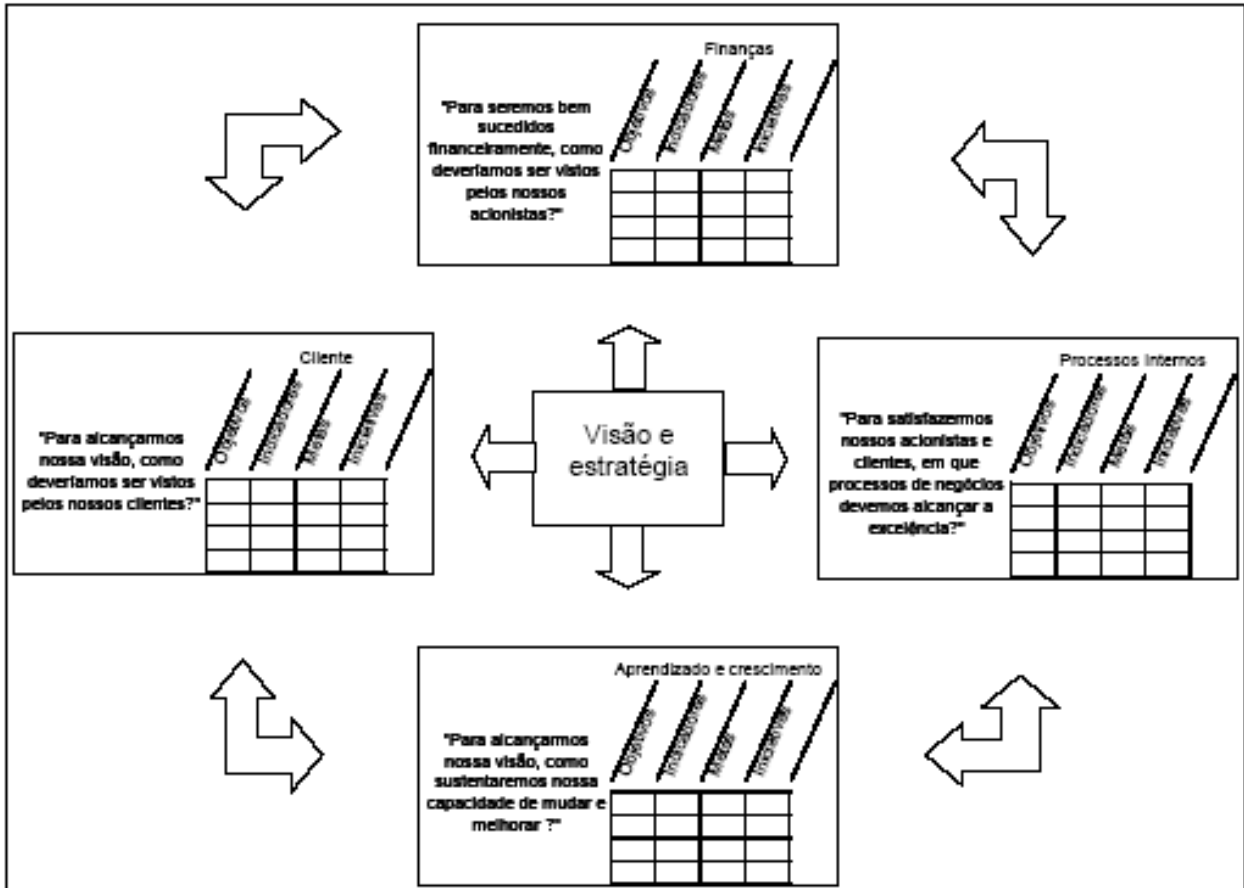 Finanças
"Para seremos bem
sucedidos
financeiramente, como
deveríamos ser vistos
pelos nossos
acionistas?"
Objetivos
Indicadores
Metas
Iniciativas
Cliente
"Para alcançarmos
nossa visão, como
deveríamos ser vistos
pelos nossos clientes?"
Objetivos
Indicadores
Metas
Iniciativas
Visão e
estratégia
Processos Internos
"Para satisfazermos
nossos acionistas e
clientes, em que
processos de negócios
devemos alcançar a
excelência?"
Objetivos
Indicadores
Metas
Iniciativas
Aprendizado e crescimento
"Para alcançarmos
nossa visão, como
sustentaremos nossa
capacidade de mudar e
melhorar ?"
Objetivos
Indicadores
Metas
Iniciativas